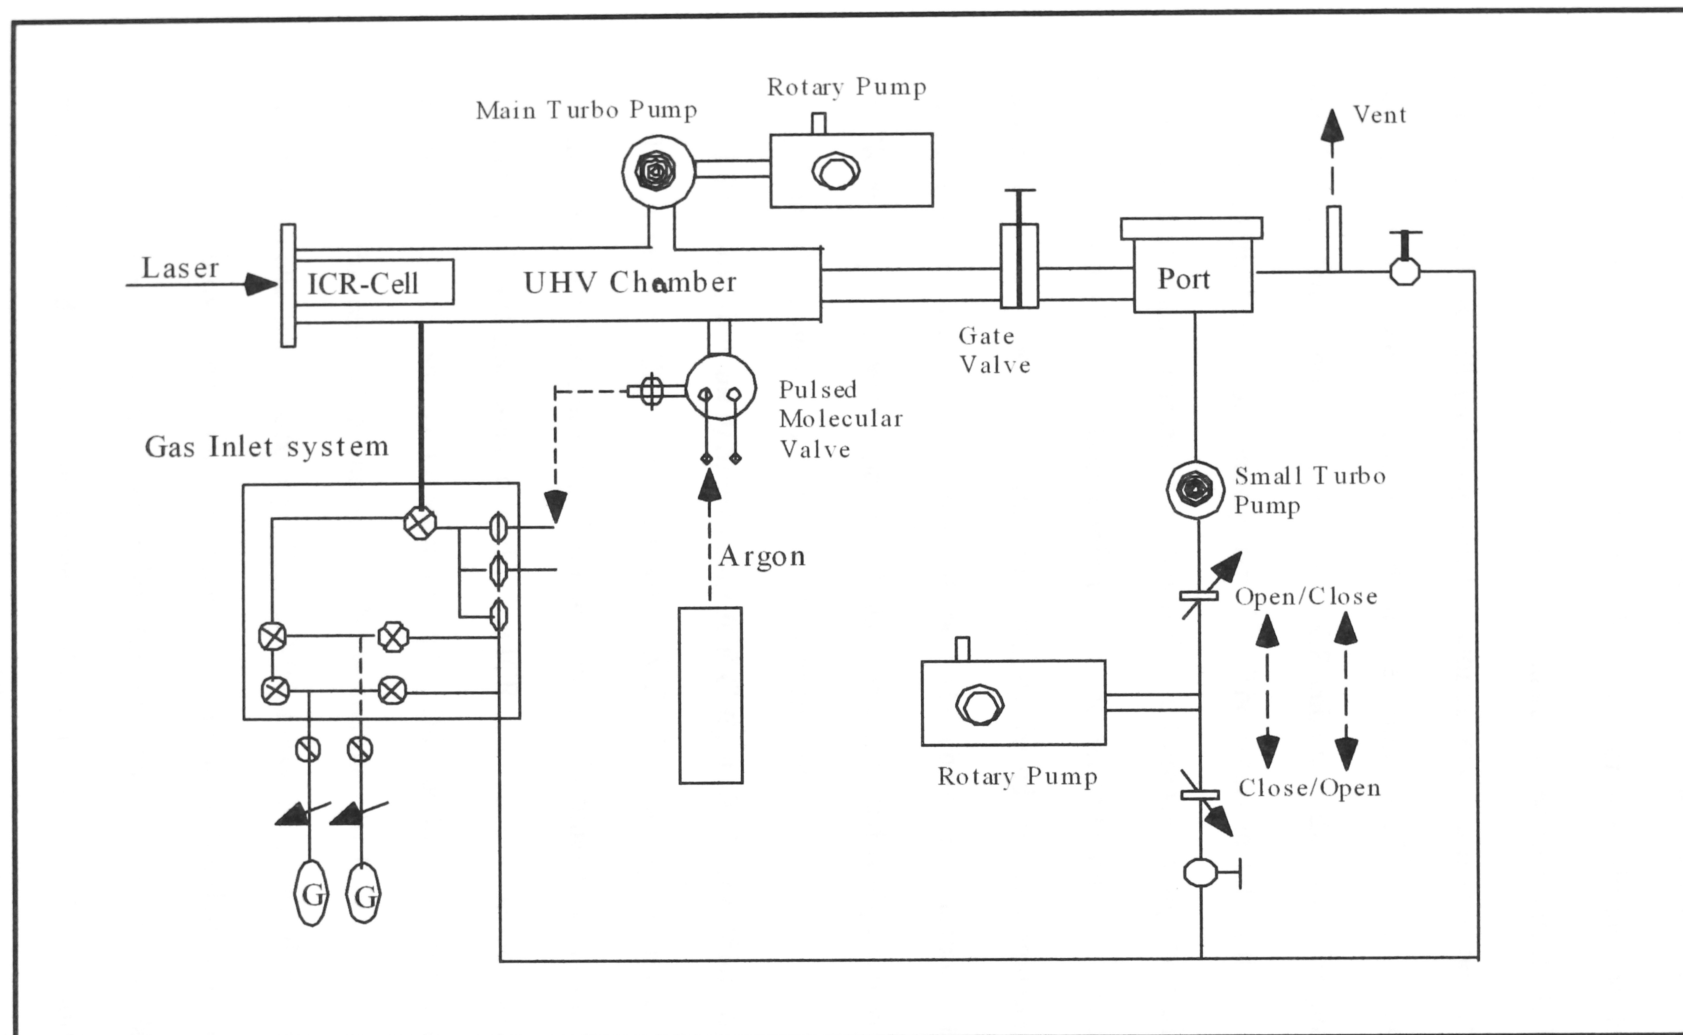 Rotary Pump
Main Turbo Pump
Vent
Laser
ICR-Cell
UHV Chamber
Port
Gate
Valve
Pulsed
Molecular
Valve
Gas Inlet system
Small Turbo
Pump
Argon
Open/Close
Rotary Pump
Close/Open
G
G